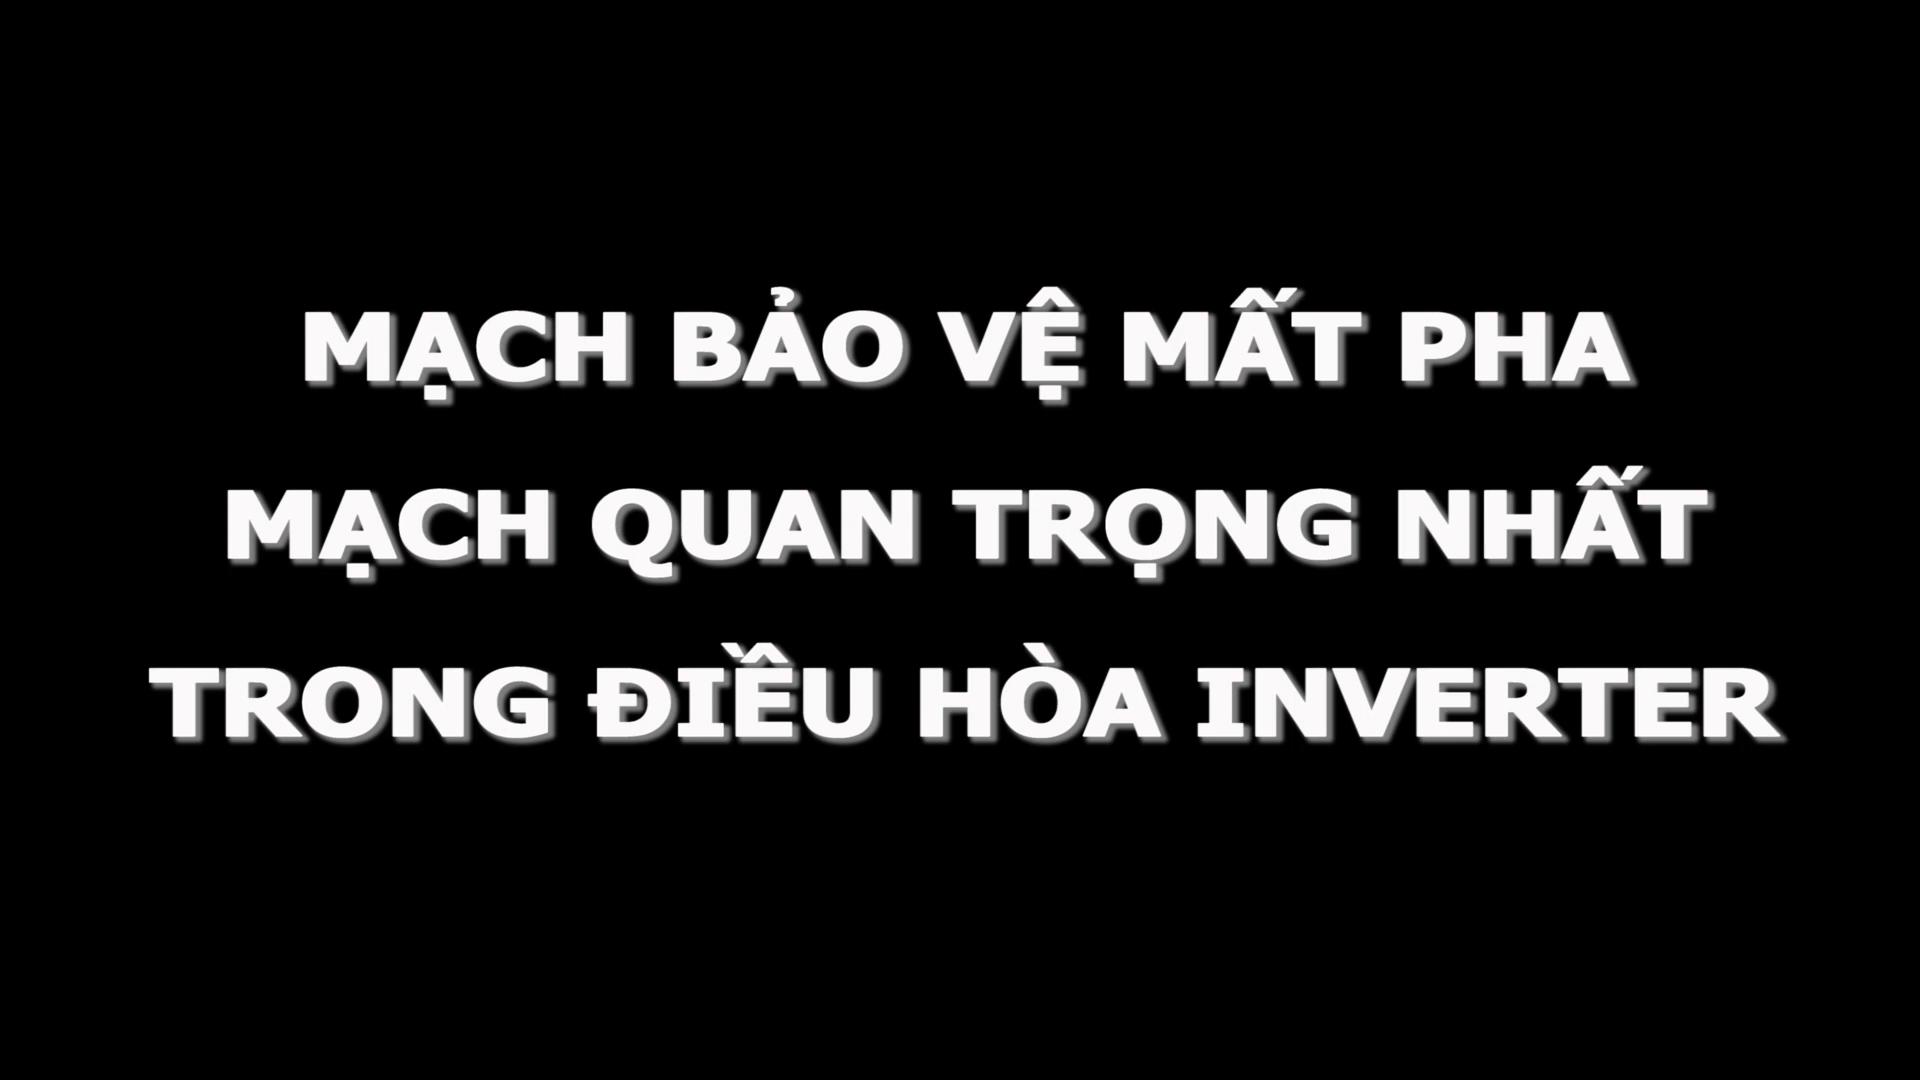 MẠCH BẢO VỆ MẤT PHA
MẠCH QUAN TRỌNG NHẤT
TRONG ĐIỀU HÒA INVERTER